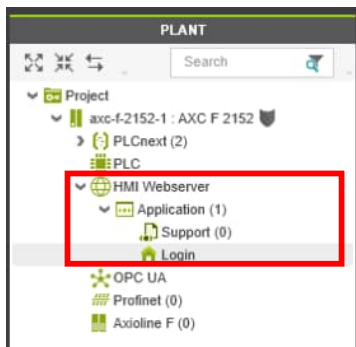 PLANT
Search
Project
axc-f-2152-1 : AXC F 2152
PLCnext (2)
PLC
HMI Webserver
Application (1)
Support (0)
Login
OPC UA
Profinet (0)
Axioline F (0)